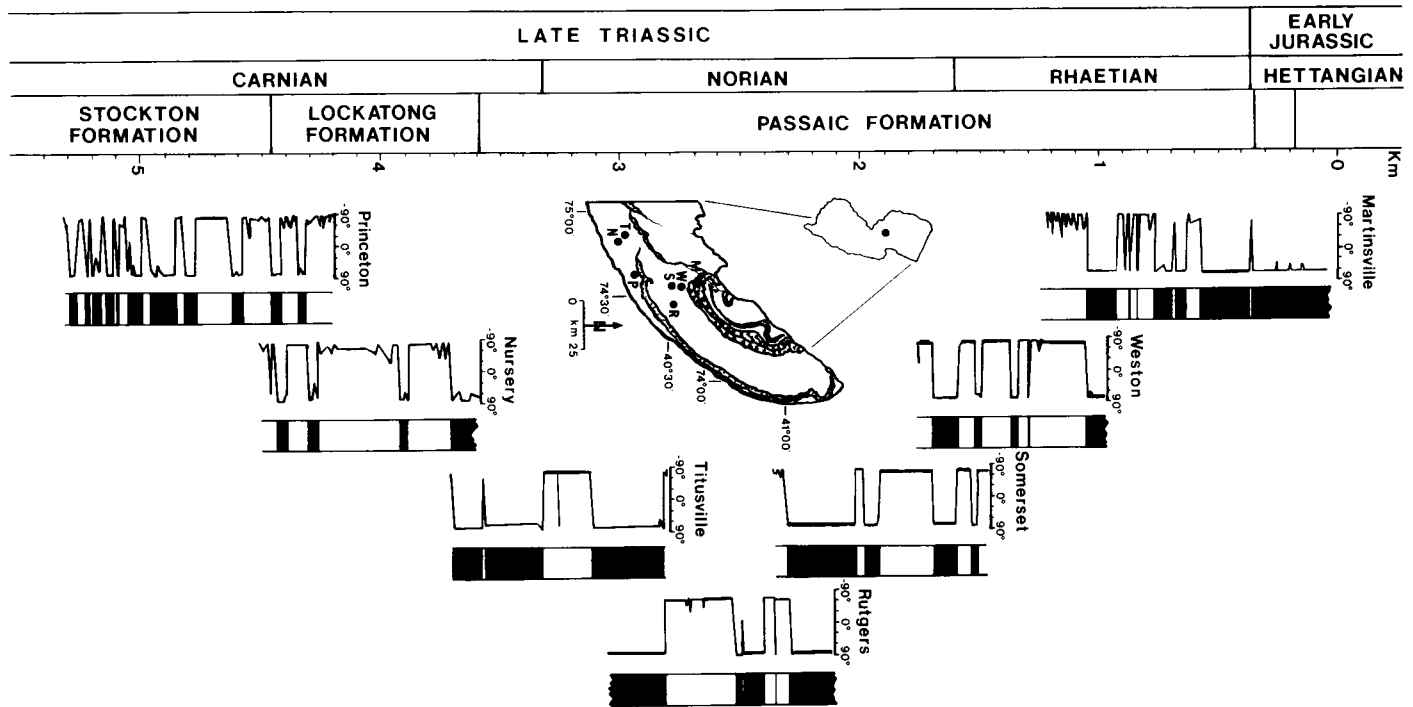 LATE TRIASSIC
EARLY
JURASSIC
CARNIAN
NORIAN
RHAETIAN
HETTANGIAN
STOCKTON
FORMATION
LOCKATONG
FORMATION
PASSAIC FORMATION
5
4
3
2
1
0
Km
Princeton
-90°
0°
90°
Nursery
-90°
0°
90°
Titusville
-90°
0°
90°
Rutgers
-90°
0°
90°
Somerset
-90°
0°
90°
Weston
-90°
0°
90°
Martinsville
-90°
0°
90°
75°00'
74°30'
74°00'
40°30'
41°00'
T
N
P
S
W
M
R
N
0
km 25